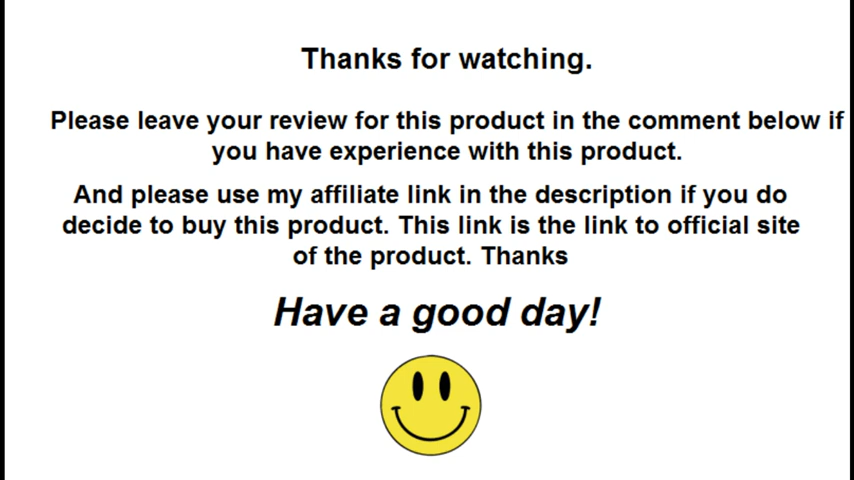 Thanks for watching.
Please leave your review for this product in the comment below if
you have experience with this product.
And please use my affiliate link in the description if you do
decide to buy this product. This link is the link to official site
of the product. Thanks
Have a good day!